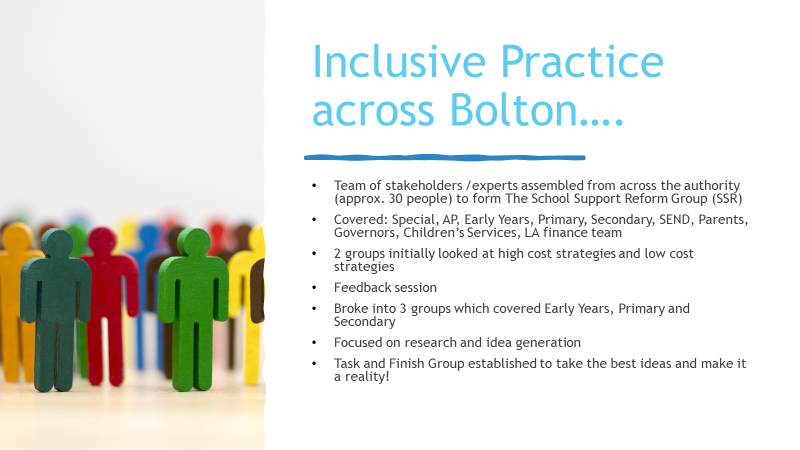 Inclusive Practice
across Bolton....
• Team of stakeholders /experts assembled from across the authority
(approx. 30 people) to form The School Support Reform Group (SSR)
• Covered: Special, AP, Early Years, Primary, Secondary, SEND, Parents,
Governors, Children’s Services, LA finance team
• 2 groups initially looked at high cost strategies and low cost
strategies
• Feedback session
• Broke into 3 groups which covered Early Years, Primary and
Secondary
• Focused on research and idea generation
• Task and Finish Group established to take the best ideas and make it
a reality!